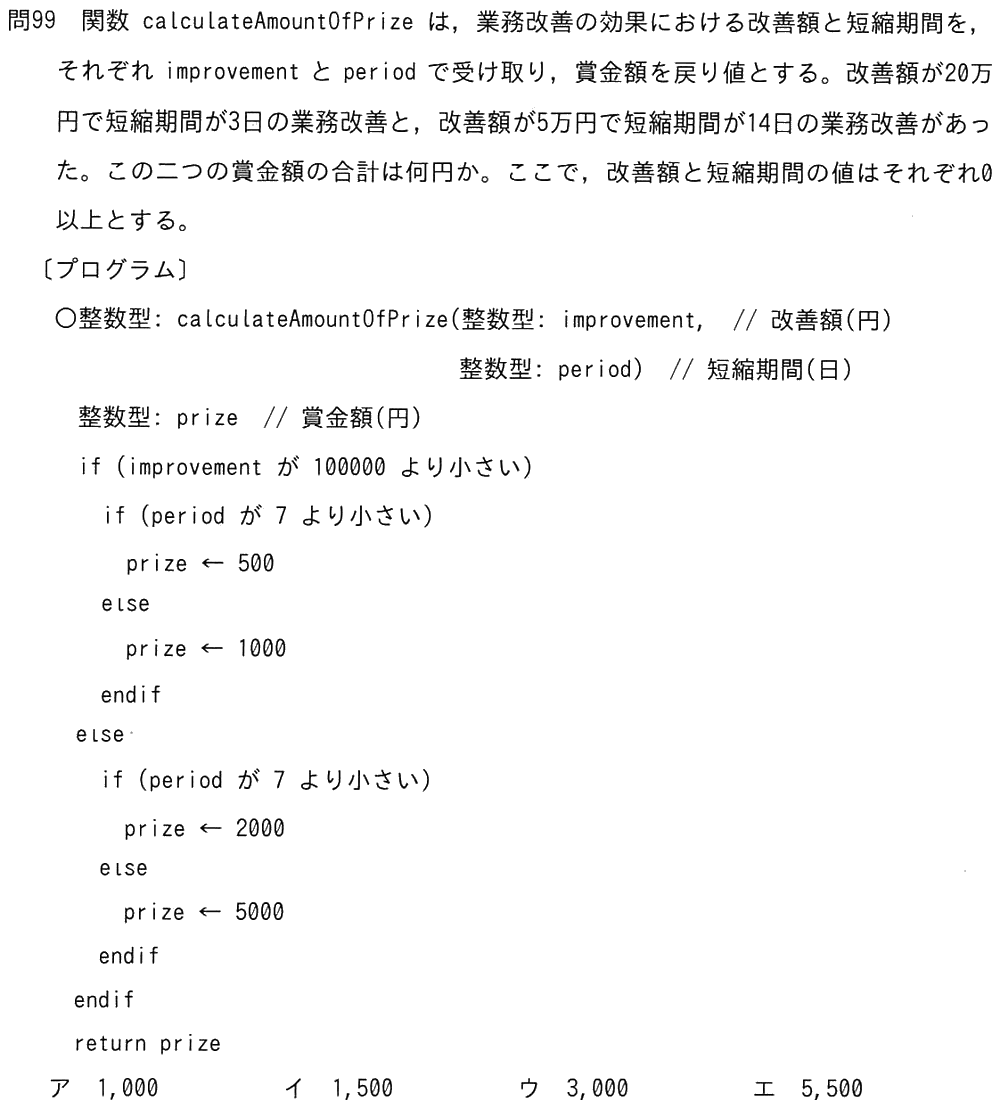 問99 関数 calculateAmountOfPrize は，業務改善の効果における改善額と短縮期間を，
それぞれ improvement と period で受け取り，賞金額を戻り値とする。改善額が20万
円で短縮期間が3日の業務改善と，改善額が5万円で短縮期間が14日の業務改善があっ
た。この二つの賞金額の合計は何円か。ここで，改善額と短縮期間の値はそれぞれ0
以上とする。
〔プログラム〕
○整数型: calculateAmountOfPrize(整数型: improvement, // 改善額(円)
整数型: period) // 短縮期間(日)
整数型: prize // 賞金額(円)
if (improvement が 100000 より小さい)
if (period が 7 より小さい)
prize ← 500
else
prize ← 1000
endif
else
if (period が 7 より小さい)
prize ← 2000
else
prize ← 5000
endif
endif
return prize
ア 1,000 イ 1,500 ウ 3,000 エ 5,500